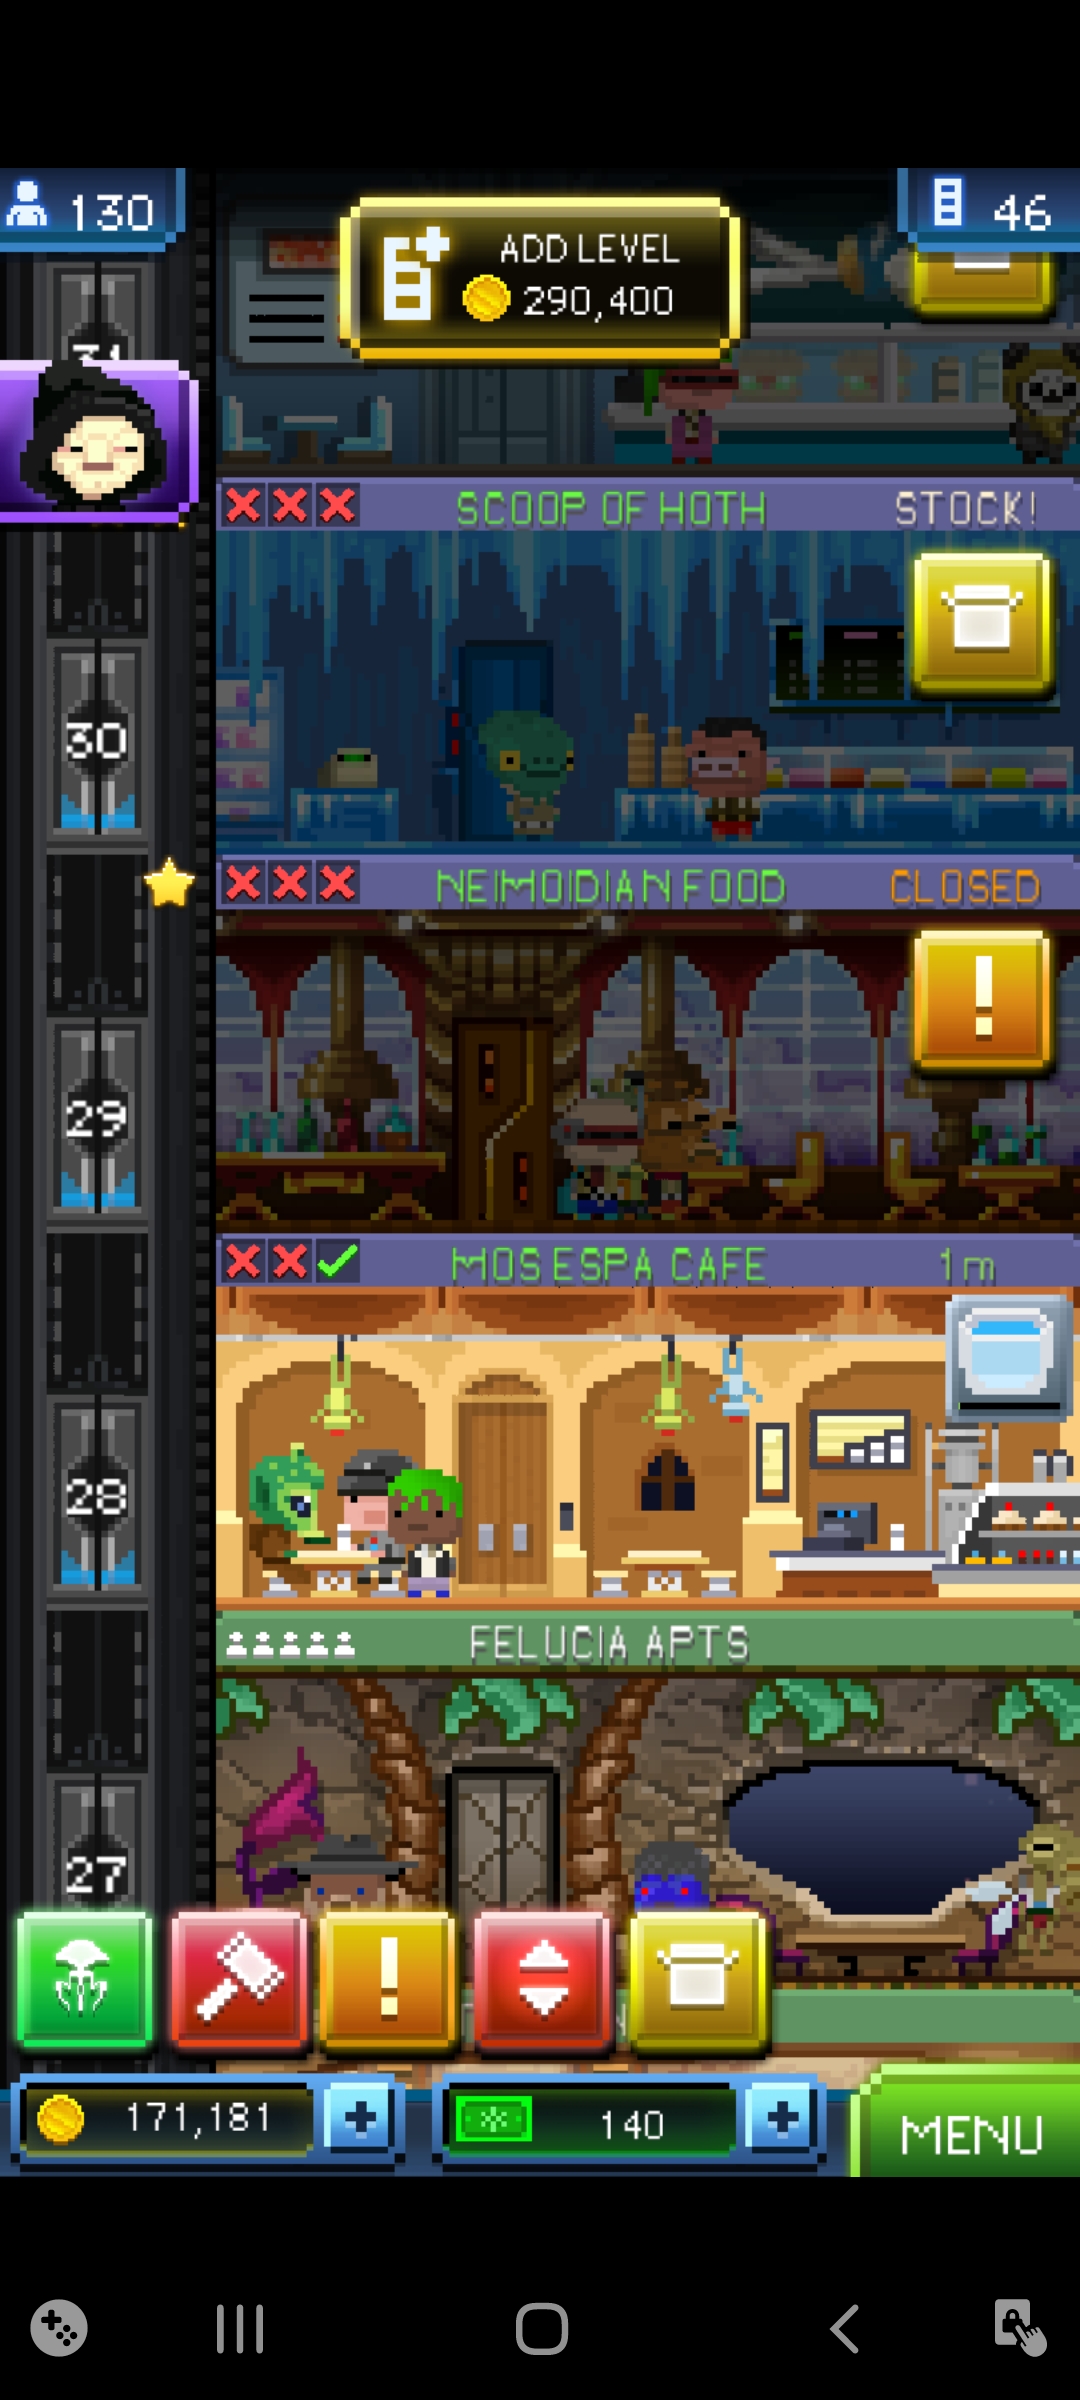 130
46
ADD LEVEL
290,400
SCOOP OF HOTH STOCK!
30
NEIMOIDIAN FOOD CLOSED
29
MOS ESPA CAFE 1m
28
FELUCIA APTS
27
171,181
140
MENU